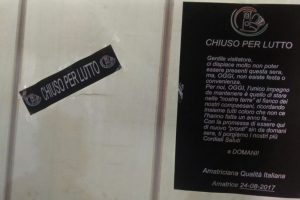 CHIUSO PER LUTTO
CHIUSO PER LUTTO
Gentile visitatore,
ci dispiace molto non poter
essere presenti questa sera,
ma, OGGI, non esiste festa o
convenienza.
Per noi, OGGI, l'unico impegno
da mantenere è quello di stare
nelle "nostre terre" al fianco dei
nostri compaesani, ricordando
insieme tutti coloro che non ce
l'hanno fatta un anno fa...
Con la promessa di essere qui
di nuovo "pronti" sin da domani
sera, ti porgiamo i nostri più
Cordiali Saluti
a DOMANI!
Amatriciana Qualità Italiana
Amatrice 24-08-2017